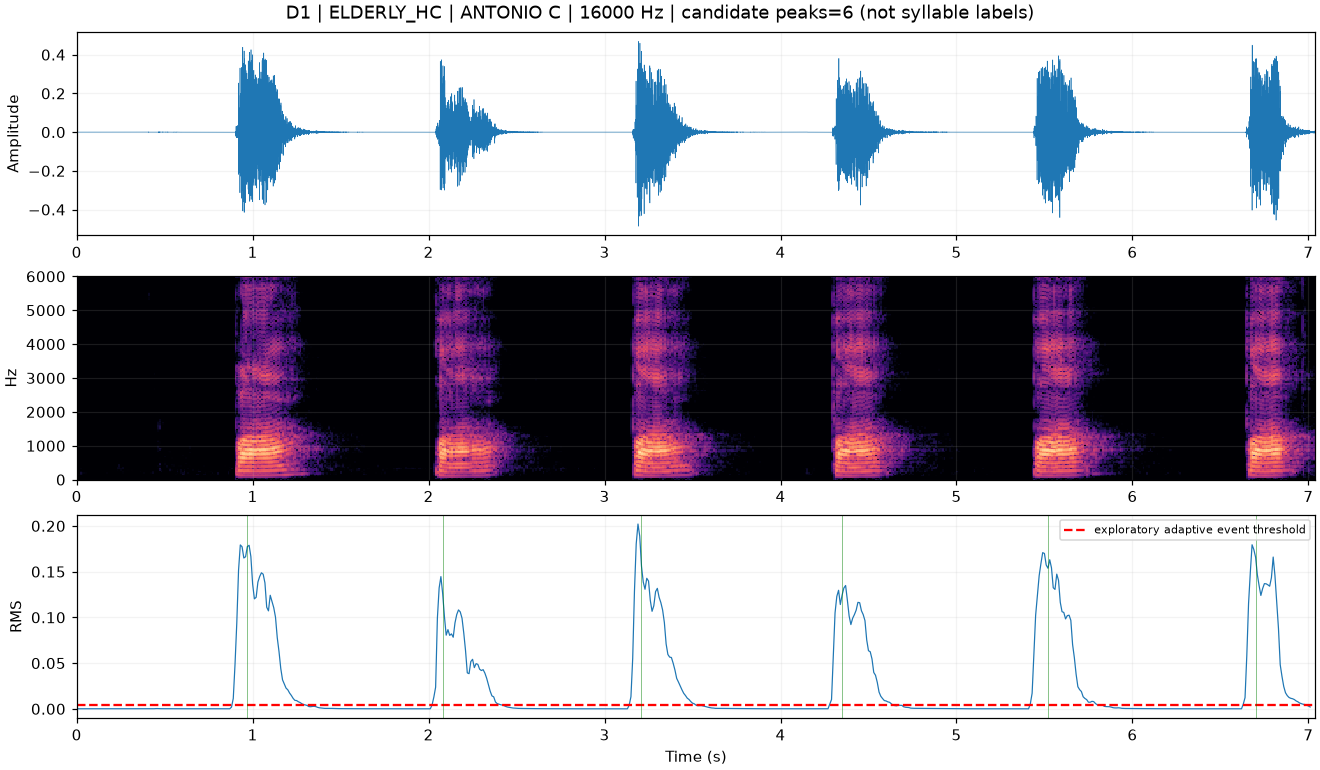 D1 | ELDERLY_HC | ANTONIO C | 16000 Hz | candidate peaks=6 (not syllable labels)
Amplitude
0.4
0.2
0.0
−0.2
−0.4
0 1 2 3 4 5 6 7
Hz
6000
5000
4000
3000
2000
1000
0
0 1 2 3 4 5 6 7
RMS
0.20
0.15
0.10
0.05
0.00
exploratory adaptive event threshold
0 1 2 3 4 5 6 7
Time (s)